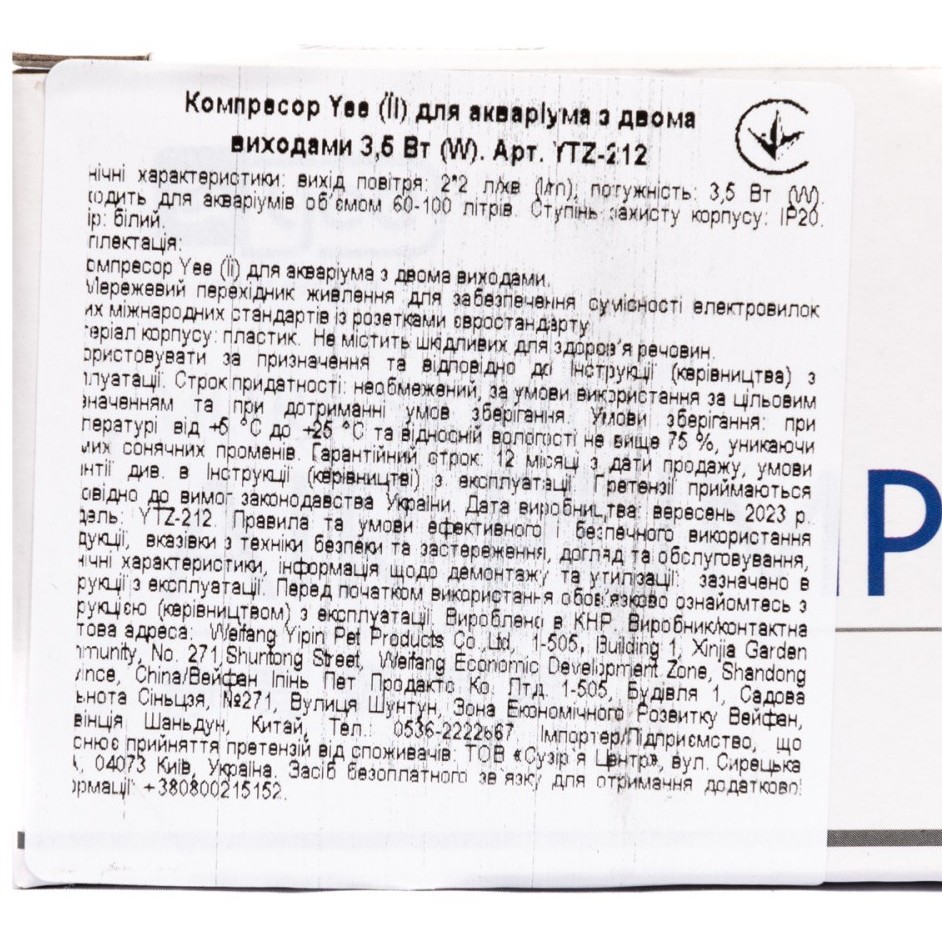 Компресор Yee (Її) для акваріума з двома
виходами 3,5 Вт (W). Арт. YTZ-212
нічні характеристики: вихід повітря: 2*2 л/хв (l/m); потужність: 3,5 Вт (W).
одить для акваріумів об'ємом 60-100 літрів. Ступінь захисту корпусу: IP20.
ір: білий.
плектація:
омпресор Yee (Її) для акваріума з двома виходами.
Мережевий перехідник живлення для забезпечення сумісності електровилок
их міжнародних стандартів із розетками євростандарту.
еріал корпусу: пластик. Не містить шкідливих для здоров'я речовин.
ористовувати за призначення та відповідно до Інструкції (керівництва) з
плуатації. Строк придатності: необмежений, за умови використання за цільовим
значенням та при дотриманні умов зберігання. Умови зберігання: при
пературі від +5 °C до +25 °C та відносній вологості не вище 75 %, уникаючи
мих сонячних променів. Гарантійний строк: 12 місяці з дати продажу, умови
нтії див. в Інструкції (керівництві) з експлуатації. Претензії приймаються
овідно до вимог законодавства України. Дата виробництва: вересень 2023 р.
дель: YTZ-212. Правила та умови ефективного і безпечного використання
дукції, вказівки з техніки безпеки та застереження, догляд та обслуговування,
нічні характеристики, інформація щодо демонтажу та утилізації: зазначено в
рукції з експлуатації. Перед початком використання обов'язково ознайомтесь з
рукцією (керівництвом) з експлуатації. Вироблено в КНР. Виробник/контактна
това адреса: Weifang Yipin Pet Products Co.,Ltd, 1-505, Building 1, Xinjia Garden
mmunity, No. 271 Shuntong Street, Weifang Economic Development Zone, Shandong
vince, China/Вейфан Іпінь Пет Продактс Ко. Лтд. 1-505, Будівля 1, Садова
ьнота Сіньцзя, №271, Вулиця Шунтун, Зона Економічного Розвитку Вейфан,
вінція Шаньдун, Китай, Тел.: 0536-2222667. Імпортер/Підприємство, що
снює прийняття претензій від споживачів: ТОВ «Сузір'я Центр», вул. Сирецька
, 04073 Київ, Україна. Засіб безоплатного зв'язку для отримання додаткової
ормації: +380800215152.
P